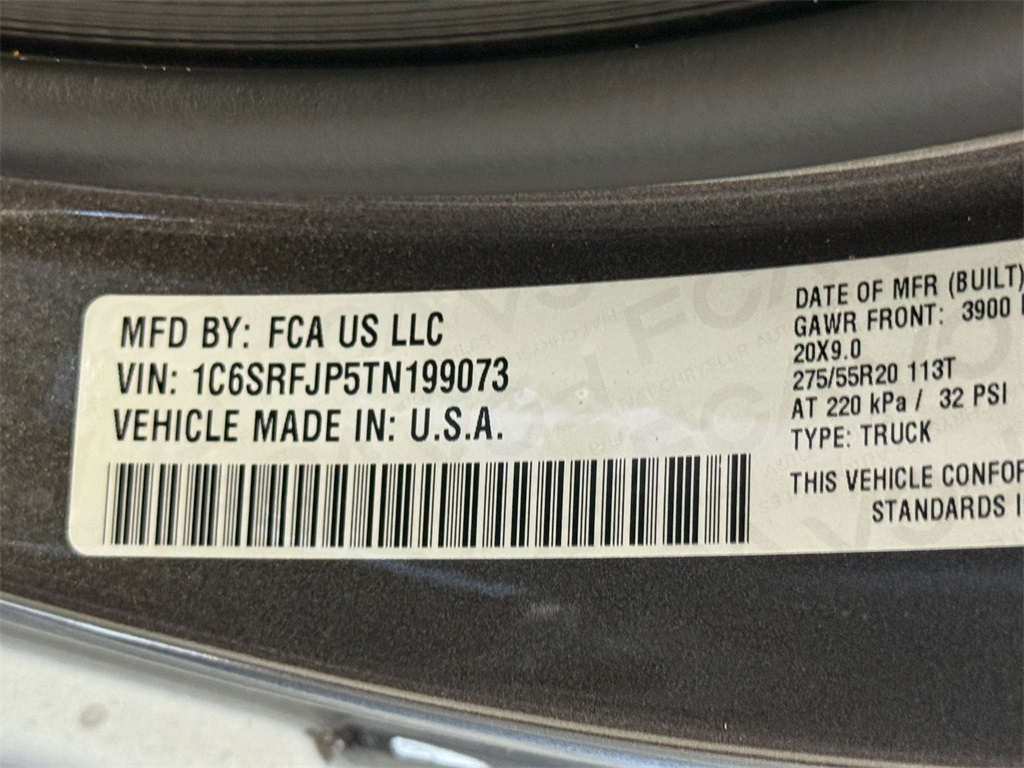 MFD BY: FCA US LLC
VIN: 1C6SRFJP5TN199073
VEHICLE MADE IN: U.S.A.
DATE OF MFR (BUILT)
GAWR FRONT: 3900
20X9.0
275/55R20 113T
AT 220 kPa / 32 PSI
TYPE: TRUCK
THIS VEHICLE CONFOR
STANDARDS I